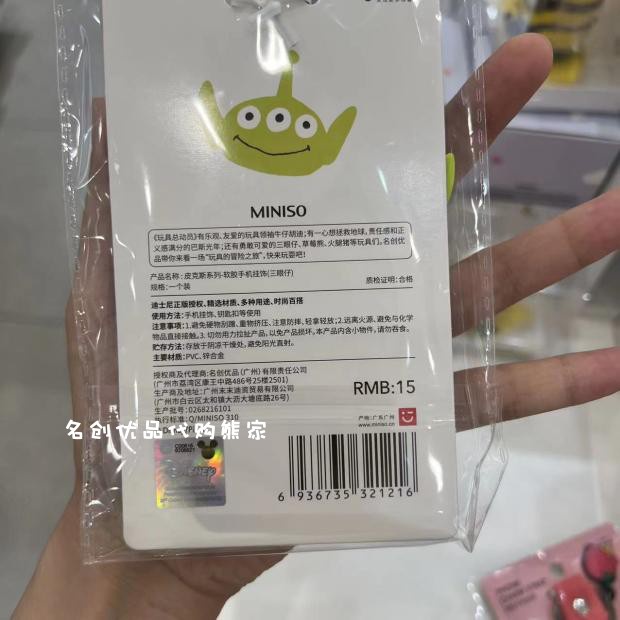 MINISO
《玩具总动员》有乐观、友爱的玩具领袖牛仔胡迪;有一心想拯救地球,责任感和正
义感满分的巴斯光年;还有勇敢可爱的三眼仔、草莓熊、火腿猪等玩具们。名创优
品带你来看一场“玩具的冒险之旅”,快来玩耍吧!
产品名称:皮克斯系列-软胶手机挂饰(三眼仔)
规格:一个装
质检证明:合格
迪士尼正版授权、精选材质、多种用途、时尚百搭
使用方法:手机挂饰、钥匙扣等使用
注意事项:1.避免硬物刮蹭、重物挤压,注意防摔,轻拿轻放;2.远离火源、避免与化学
物品直接接触。3.切勿用力拉扯产品,以免产品损坏。本产品内含小物件,请勿吞食。
贮存方法:存放于阴凉干燥处,避免阳光直射。
主要材质:PVC、锌合金
授权商及代理商:名创优品(广州)有限责任公司
(广州市荔湾区康王中路486号25楼2501)
生产商及地址:广州末末迪资贸易有限公司
(广州市白云区太和镇大沥大塘底路26号)
生产批号:0268216101
执行标准:Q/MINISO 310
RMB:15
产地:广东广州
www.miniso.cn
名创优品代购熊家
DISNEY
6 936735 321216